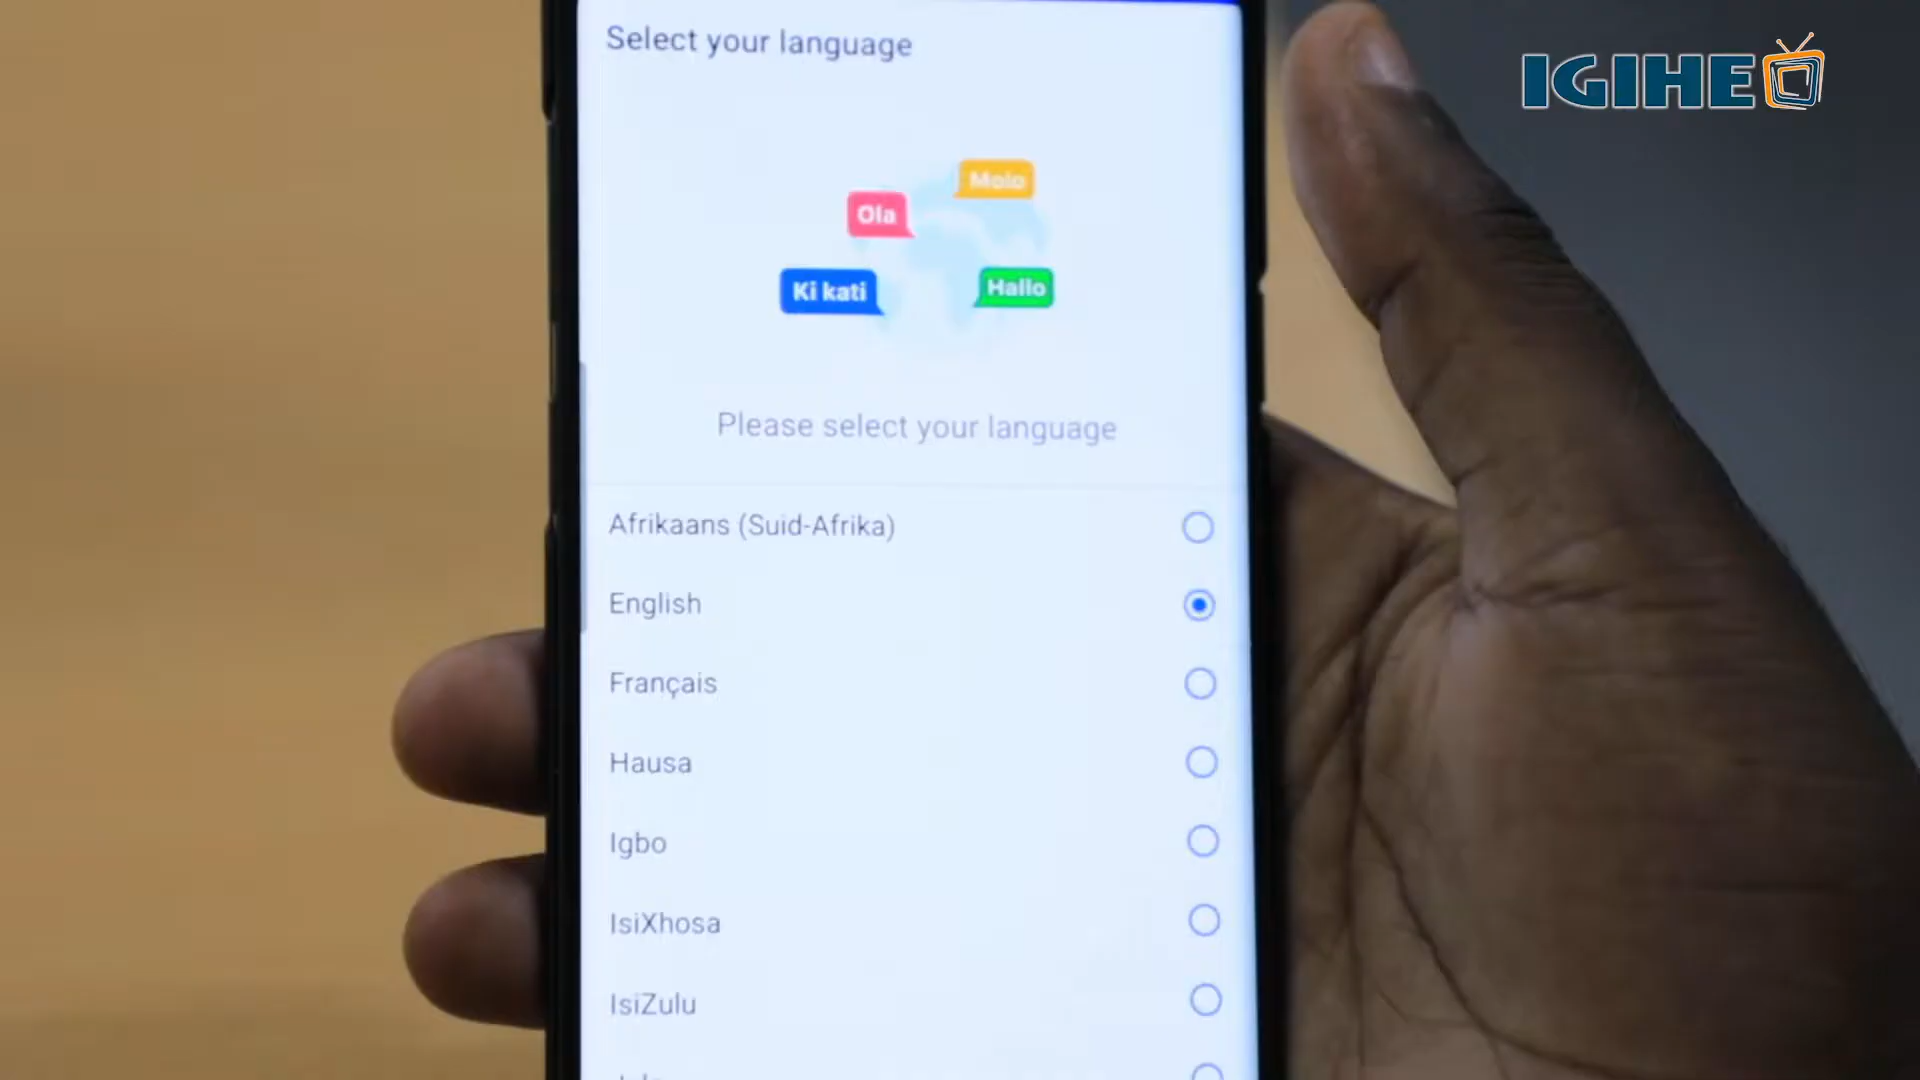 Select your language
IGIHE
Molo
Ola
Ki kati
Hallo
Please select your language
Afrikaans (Suid-Afrika)
English
Français
Hausa
Igbo
IsiXhosa
IsiZulu